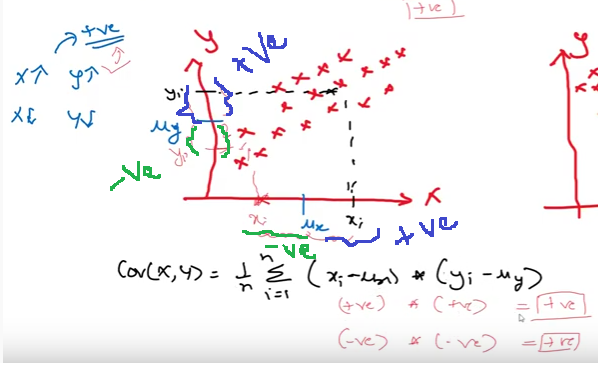 +ve
+ve
y
+ve
y
x↑ y↑ ✓
yi
x↓ y↓
μy
yi
-ve
x
xi μx xi
-ve +ve
Cov(x,y) = 1/n Σ i=1 n (xi - μx) * (yi - μy)
(+ve) * (+ve) = +ve
(-ve) * (-ve) = +ve